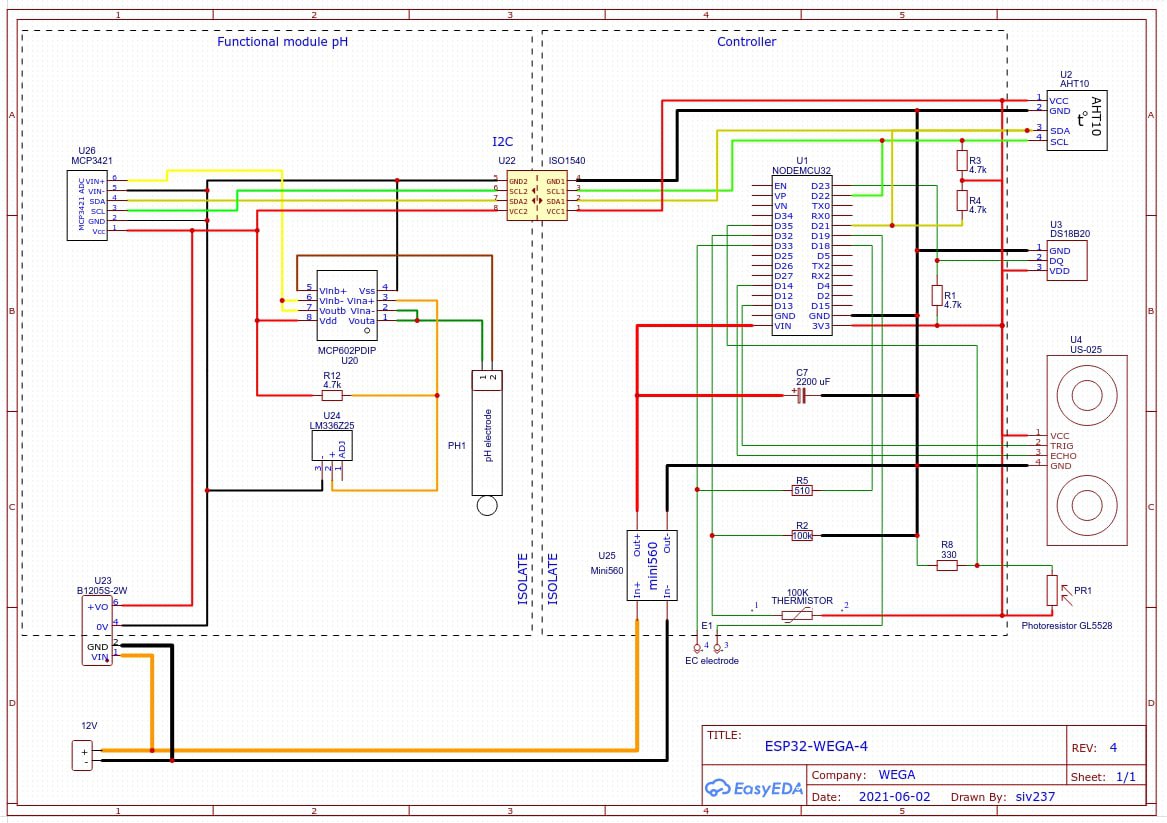 1 2 3 4 5
A A
B B
C C
D D
Functional module pH
Controller
U26
MCP3421
MCP3421 ADC
VIN+ 6
VIN- 5
SDA 4
SCL 3
GND 2
Vcc 1
I2C
U22 ISO1540
5 GND2 GND1 4
6 SCL2 SCL1 3
7 SDA2 SDA1 2
8 VCC2 VCC1 1
U2
AHT10
1 VCC
2 GND
3 SDA
4 SCL
t°
AHT10
R3
4.7k
R4
4.7k
U1
NODEMCU32
EN D23
VP D22
VN TX0
D34 RX0
D35 D21
D32 D19
D33 D18
D25 D5
D26 TX2
D27 RX2
D14 D4
D12 D2
D13 D15
GND GND
VIN 3V3
U3
DS18B20
1 GND
2 DQ
3 VDD
R1
4.7k
5 Vinb+ Vss 4
6 Vinb- Vina+ 3
7 Voutb Vina- 2
8 Vdd Vouta 1
MCP602PDIP
U20
R12
4.7k
U24
LM336Z25
- + ADJ
3 2 1
1 2
PH1
pH electrode
C7
2200 uF
+
U4
US-025
1 VCC
2 TRIG
3 ECHO
4 GND
R5
510
R2
100k
R8
330
PR1
Photoresistor GL5528
U25
Mini560
Out+ Out-
mini560
In+ In-
ISOLATE
ISOLATE
100K
THERMISTOR
1 2
E1
4 3
EC electrode
U23
B1205S-2W
+VO 6
0V 4
GND 2
VIN 1
12V
+
-
TITLE:
ESP32-WEGA-4
REV: 4
EasyEDA
Company: WEGA
Sheet: 1/1
Date: 2021-06-02 Drawn By: siv237
1 2 3 4 5